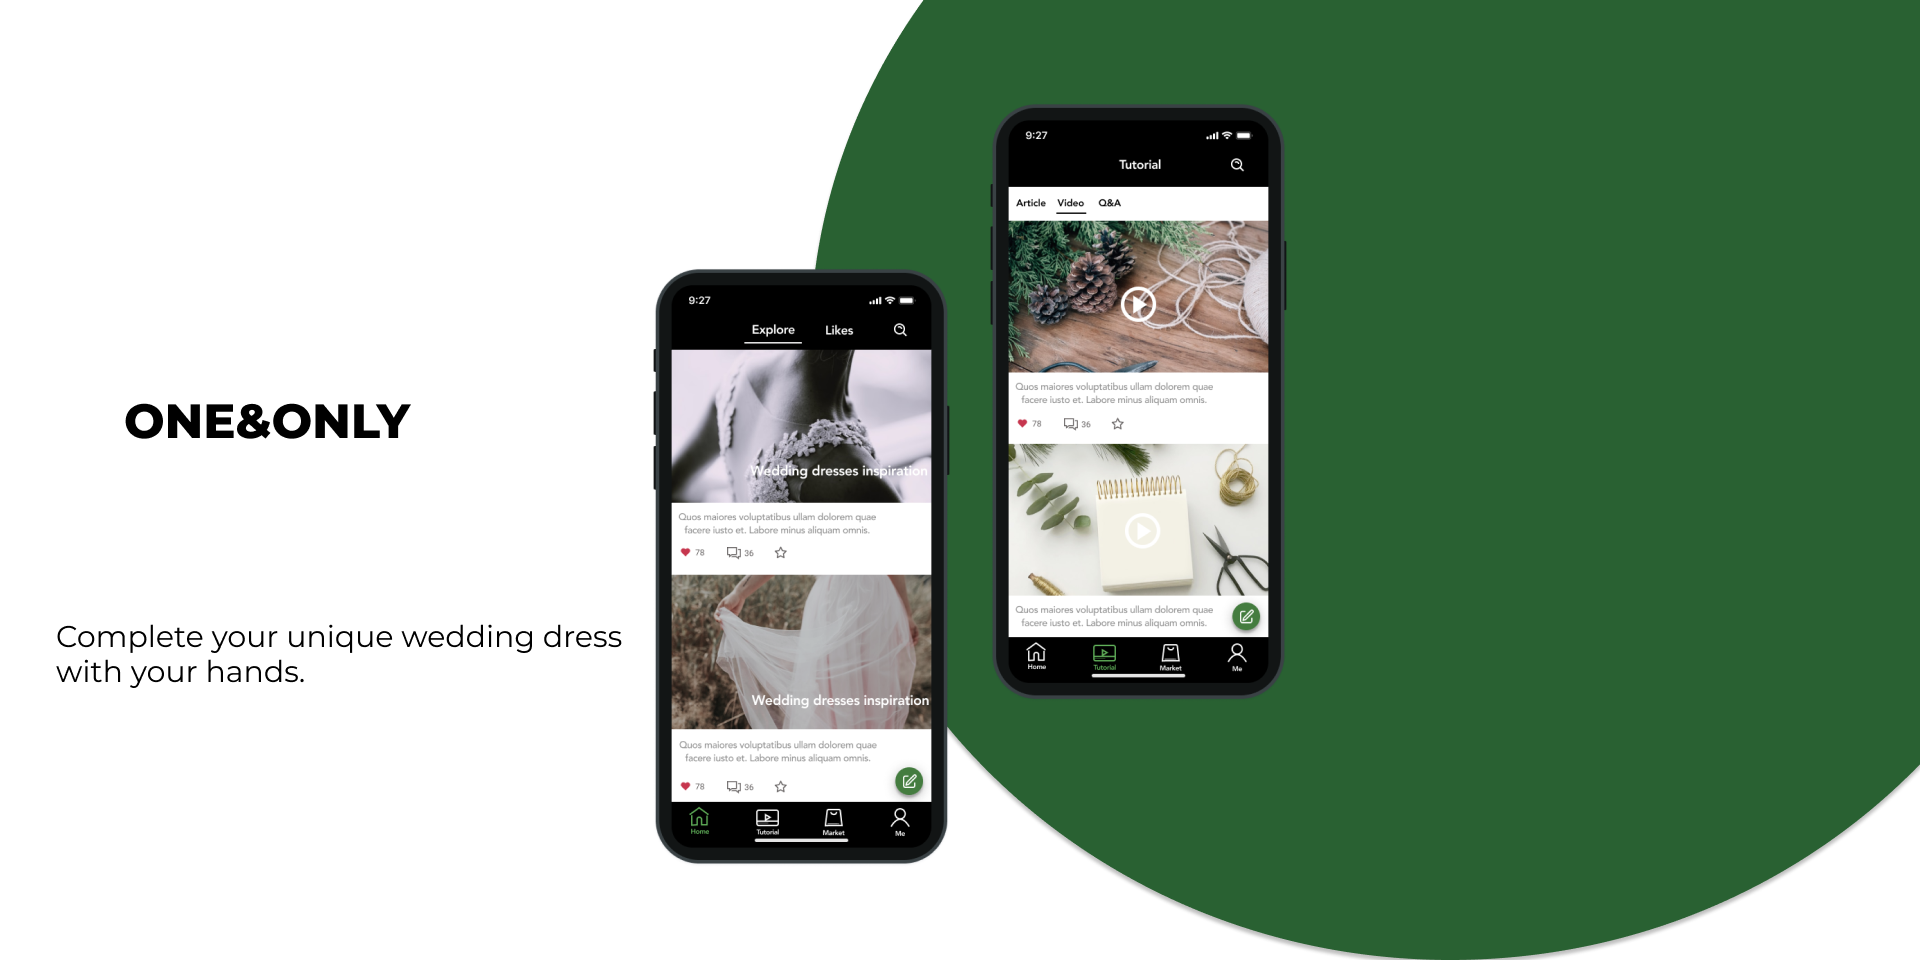 ONE&ONLY
Complete your unique wedding dress
with your hands.
9:27
Explore Likes
Wedding dresses inspiration
Quos maiores voluptatibus ullam dolorem quae
facere iusto et. Labore minus aliquam omnis.
78 36
Wedding dresses inspiration
Quos maiores voluptatibus ullam dolorem quae
facere iusto et. Labore minus aliquam omnis.
78 36
Home Tutorial Market Me
9:27
Tutorial
Article Video Q&A
Quos maiores voluptatibus ullam dolorem quae
facere iusto et. Labore minus aliquam omnis.
78 36
Quos maiores voluptatibus ullam dolorem quae
facere iusto et. Labore minus aliquam omnis.
Home Tutorial Market Me